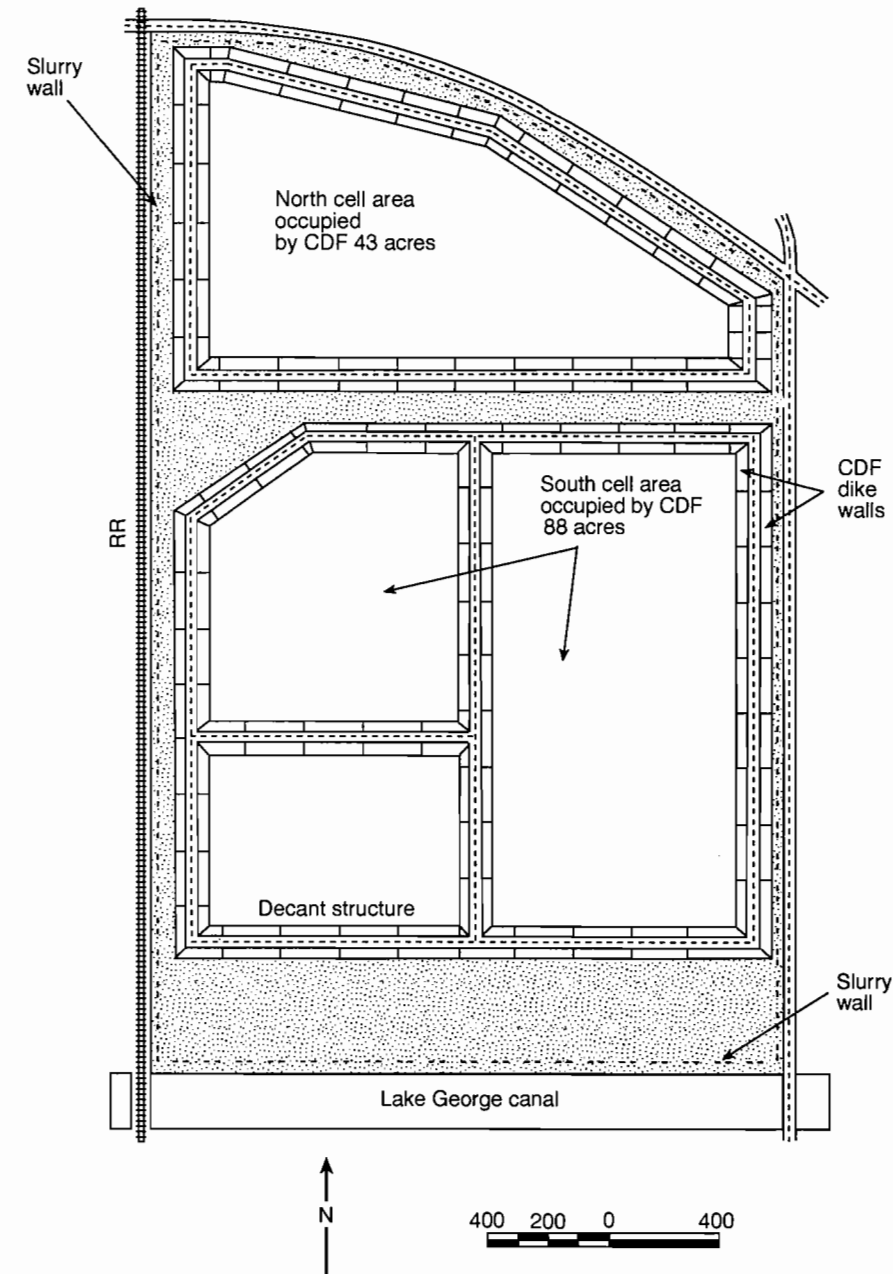 Slurry
wall
North cell area
occupied
by CDF 43 acres
South cell area
occupied by CDF
88 acres
CDF
dike
walls
RR
Decant structure
Slurry
wall
Lake George canal
N
400 200 0 400